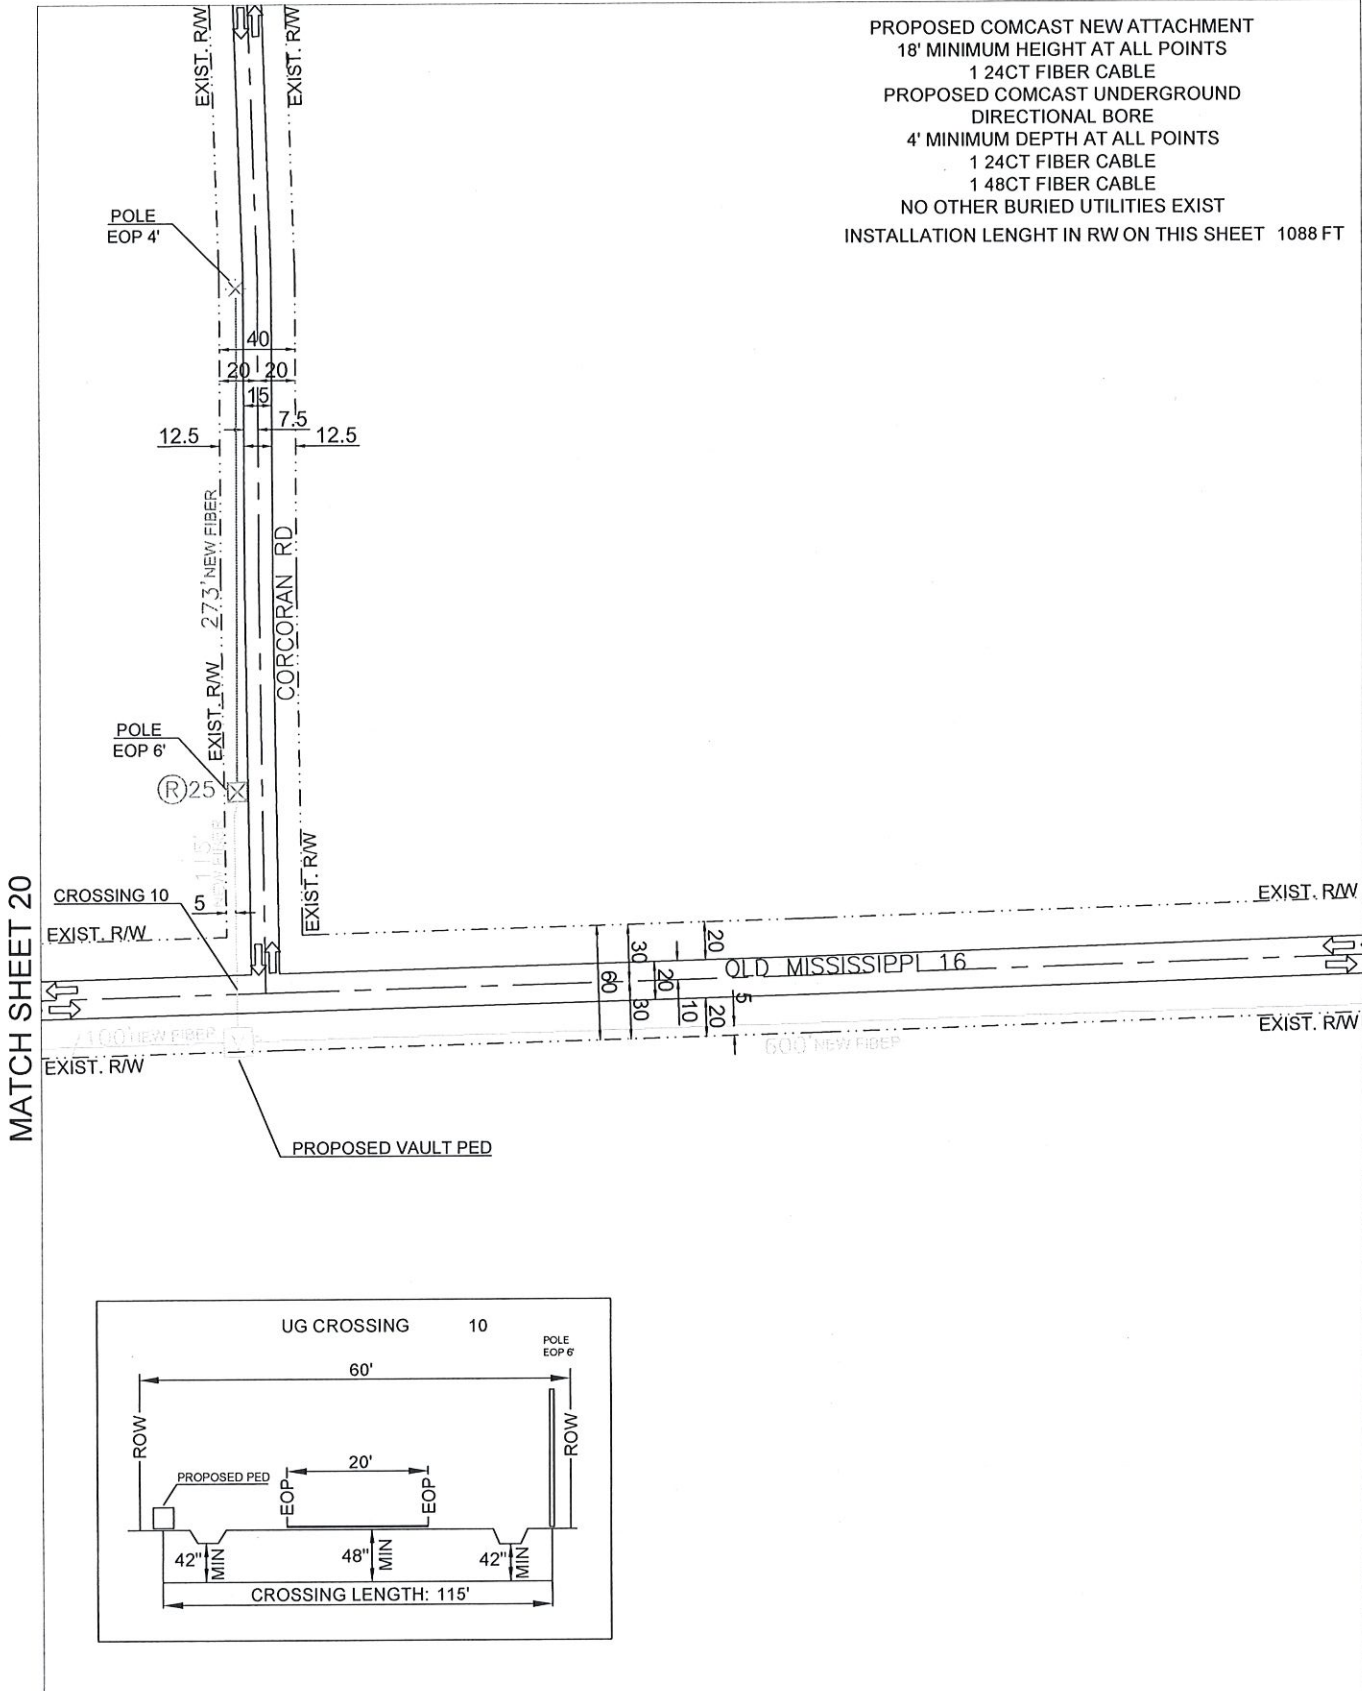 PROPOSED COMCAST NEW ATTACHMENT
18' MINIMUM HEIGHT AT ALL POINTS
1 24CT FIBER CABLE
PROPOSED COMCAST UNDERGROUND
DIRECTIONAL BORE
4' MINIMUM DEPTH AT ALL POINTS
1 24CT FIBER CABLE
1 48CT FIBER CABLE
NO OTHER BURIED UTILITIES EXIST
INSTALLATION LENGHT IN RW ON THIS SHEET 1088 FT
EXIST. R/W
EXIST. R/W
POLE
EOP 4'
40
20 20
15
7.5
12.5
12.5
273' NEW FIBER
CORCORAN RD
EXIST. R/W
POLE
EOP 6'
R 25
115'
NEW FIBER
EXIST. R/W
MATCH SHEET 20
CROSSING 10
5
EXIST. R/W
EXIST. R/W
30
20
60
20
OLD MISSISSIPPI 16
30
10
20
5
100' NEW FIBER
600' NEW FIBER
EXIST. R/W
EXIST. R/W
PROPOSED VAULT PED
UG CROSSING 10
POLE
EOP 6'
60'
ROW
ROW
20'
PROPOSED PED
EOP
EOP
42" MIN
48" MIN
42" MIN
CROSSING LENGTH: 115'